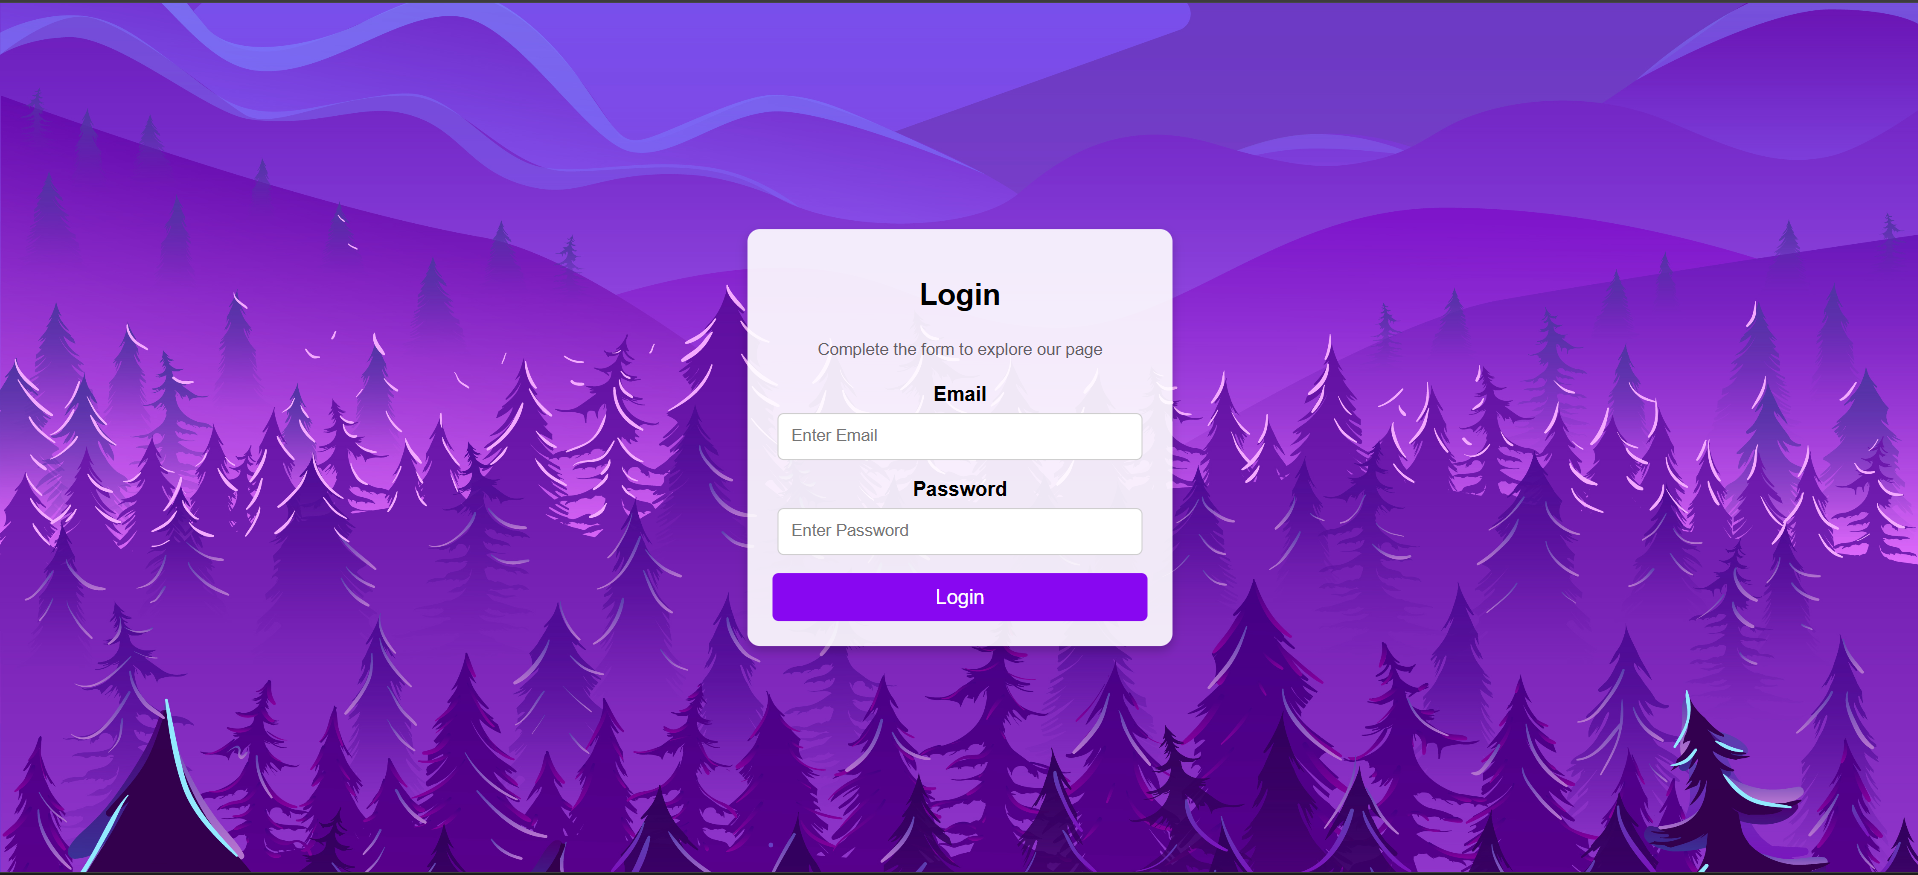 Login
Complete the form to explore our page
Email
Enter Email
Password
Enter Password
Login